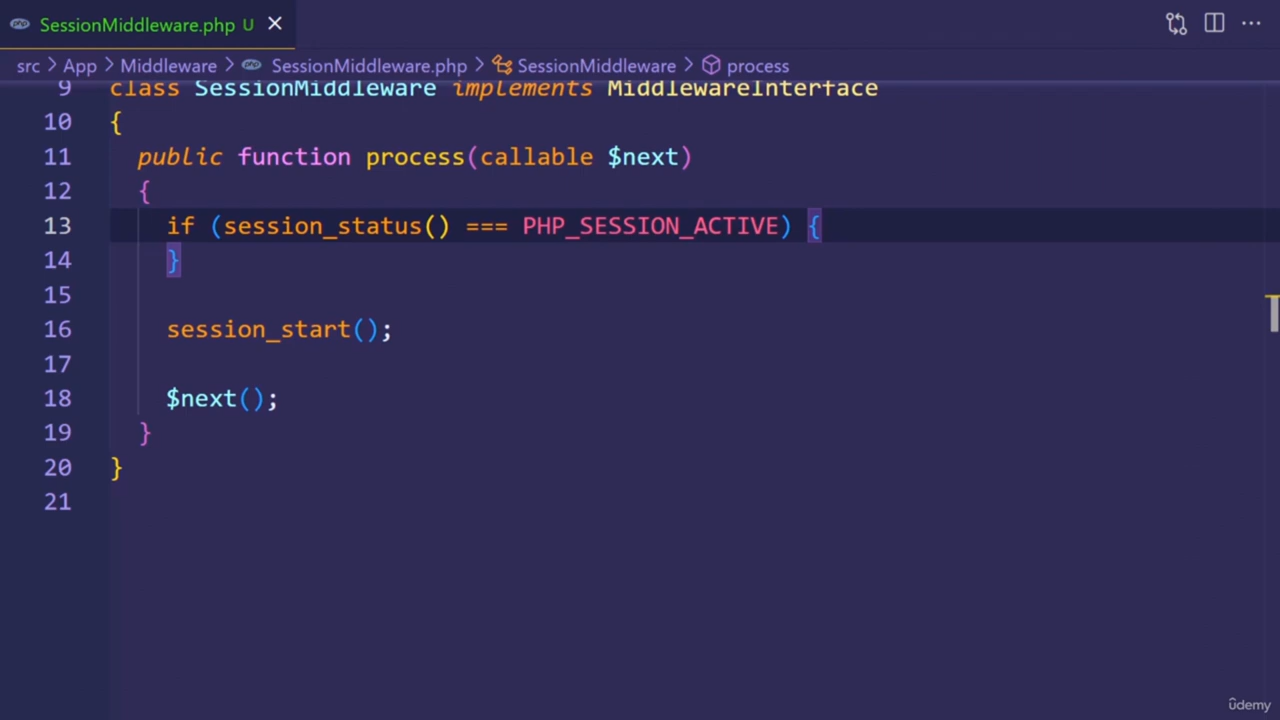 SessionMiddleware.php U
src > App > Middleware > SessionMiddleware.php > SessionMiddleware > process
9 class SessionMiddleware implements MiddlewareInterface
10 {
11 public function process(callable $next)
12 {
13 if (session_status() === PHP_SESSION_ACTIVE) {
14 }
15
16 session_start();
17
18 $next();
19 }
20 }
21
ûdemy